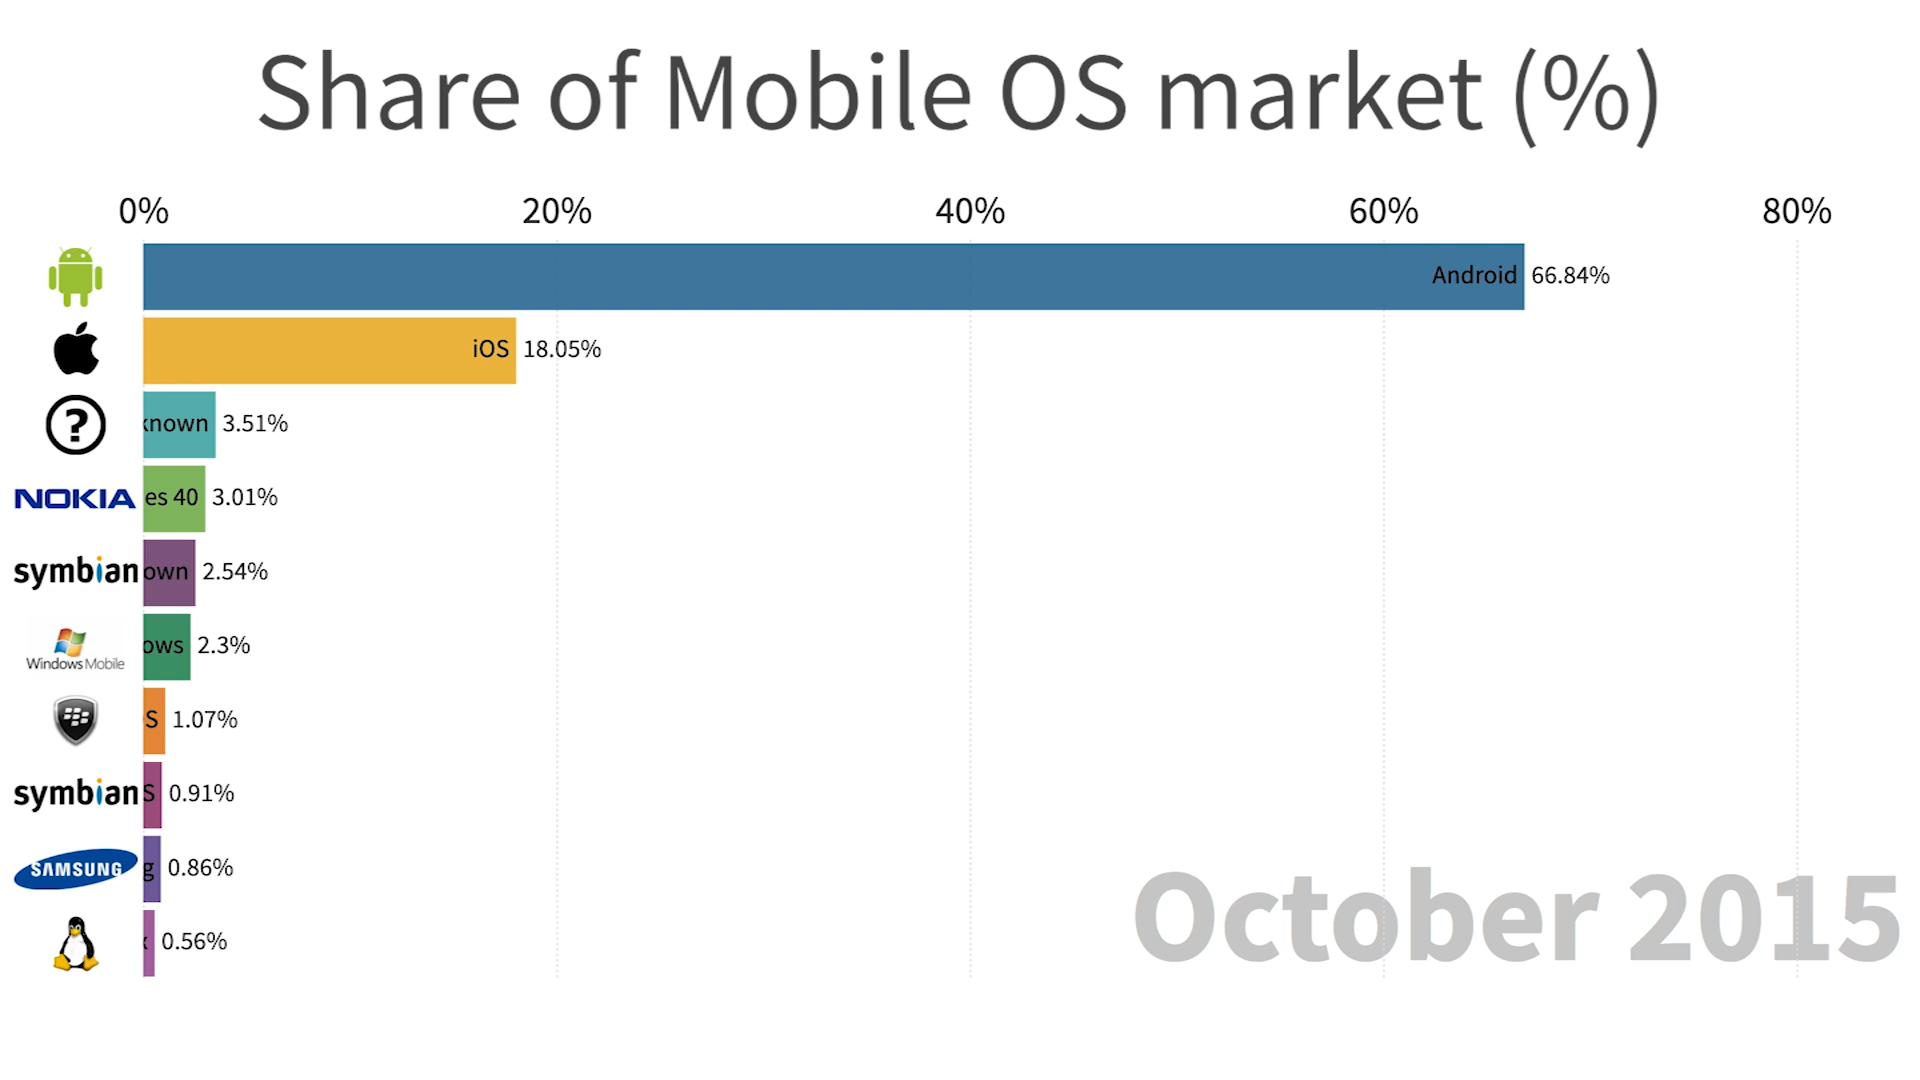 Share of Mobile OS market (%)
0% 20% 40% 60% 80%
Android 66.84%
iOS 18.05%
? known 3.51%
NOKIA es 40 3.01%
symbian own 2.54%
Windows Mobile ows 2.3%
S 1.07%
symbian S 0.91%
SAMSUNG g 0.86%
x 0.56%
October 2015